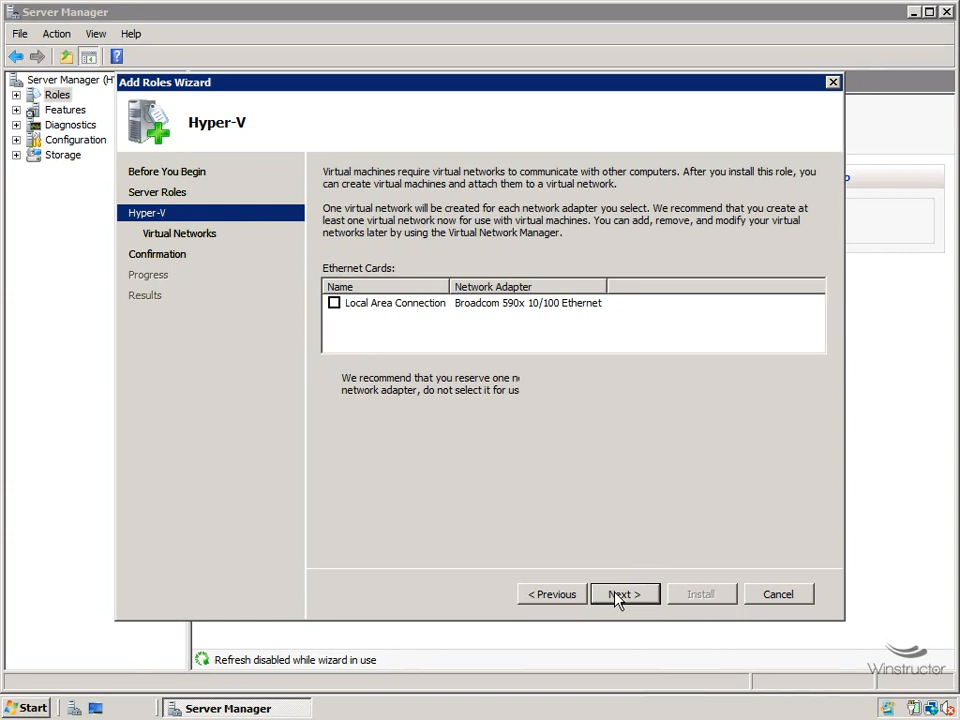 Server Manager
File Action View Help
Server Manager (H
Roles
Features
Diagnostics
Configuration
Storage
Add Roles Wizard
Hyper-V
Before You Begin
Server Roles
Hyper-V
Virtual Networks
Confirmation
Progress
Results
Virtual machines require virtual networks to communicate with other computers. After you install this role, you
can create virtual machines and attach them to a virtual network.
One virtual network will be created for each network adapter you select. We recommend that you create at
least one virtual network now for use with virtual machines. You can add, remove, and modify your virtual
networks later by using the Virtual Network Manager.
Ethernet Cards:
Name Network Adapter
Local Area Connection Broadcom 590x 10/100 Ethernet
We recommend that you reserve one
network adapter, do not select it for us
< Previous Next > Install Cancel
Refresh disabled while wizard in use
Winstructor
Start Server Manager